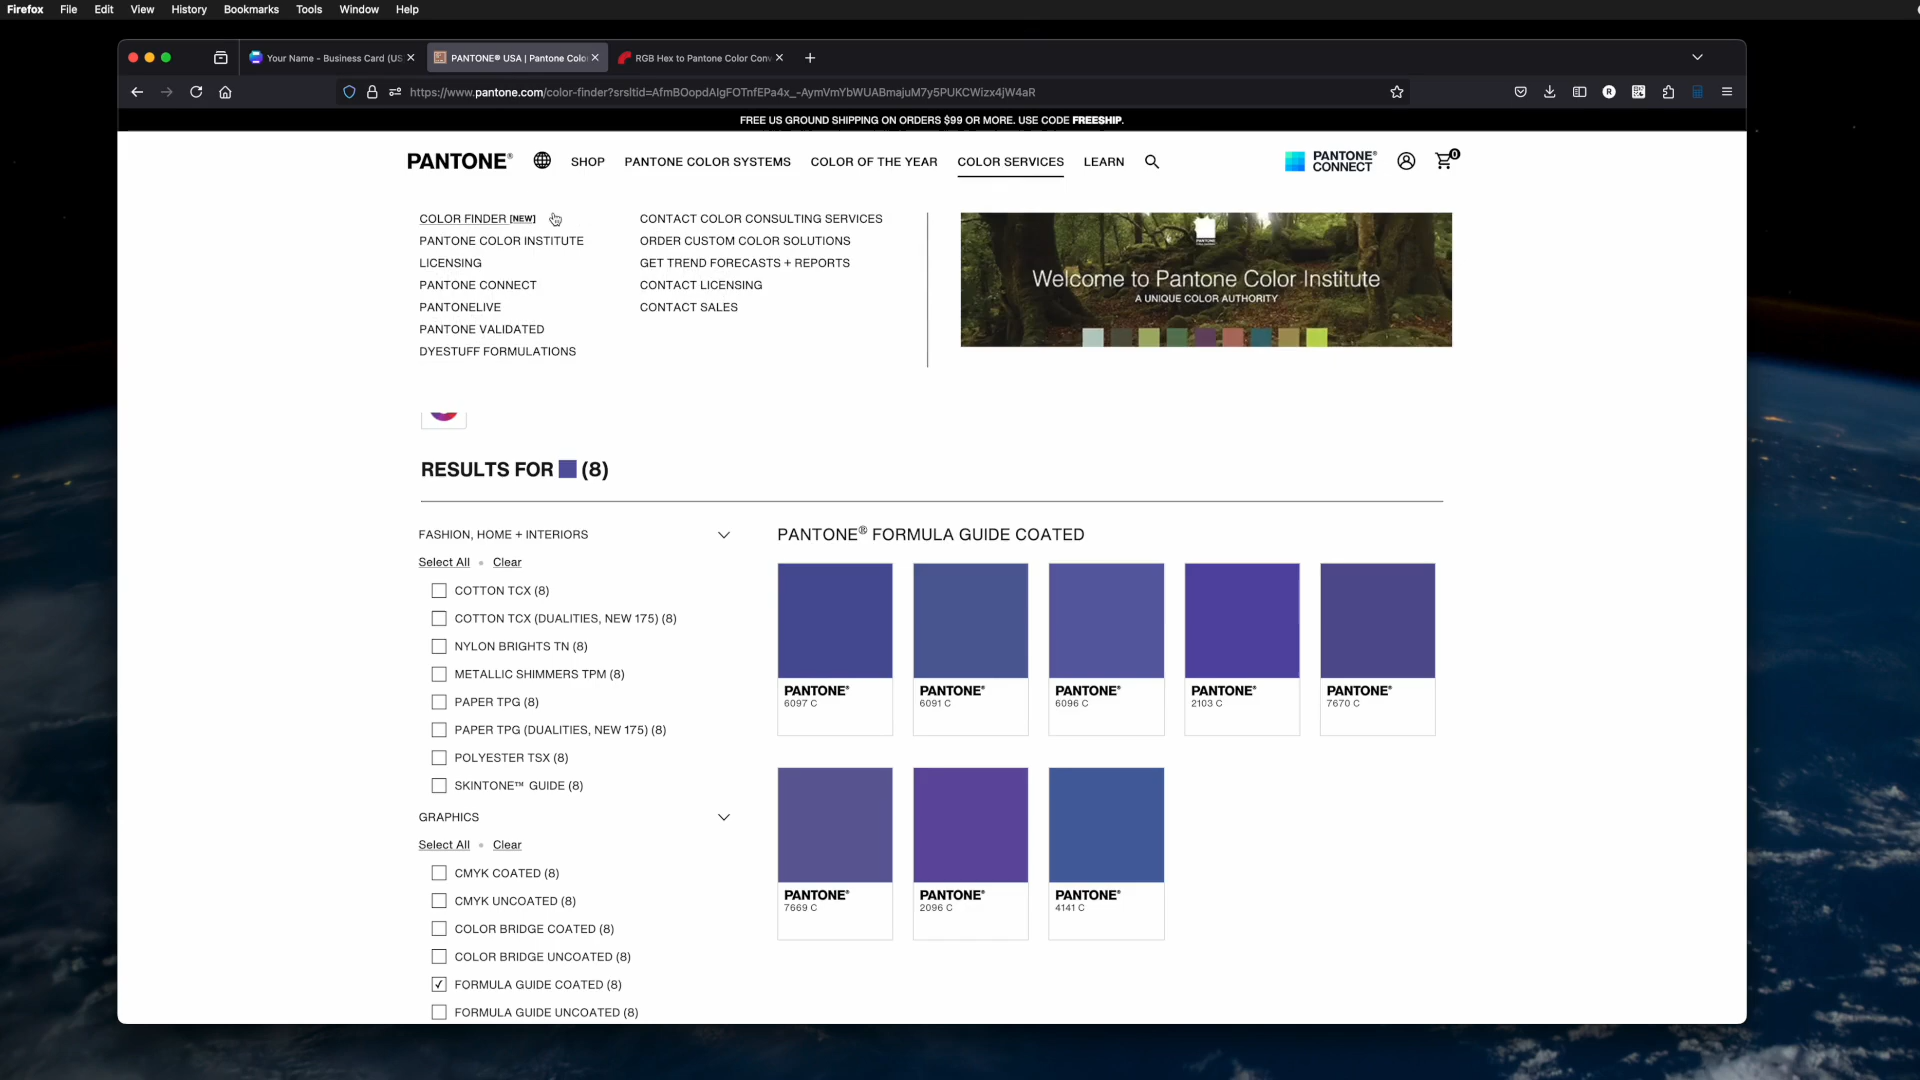 Firefox File Edit View History Bookmarks Tools Window Help
Your Name - Business Card (US
PANTONE® USA | Pantone Colo
RGB Hex to Pantone Color Conv
https://www.pantone.com/color-finder?srsltid=AfmBOopdAIgFOTnfEPa4x_-AymVmYbWUABmajuM7y5PUKCWizx4jW4aR
FREE US GROUND SHIPPING ON ORDERS $99 OR MORE. USE CODE FREESHIP.
PANTONE® SHOP PANTONE COLOR SYSTEMS COLOR OF THE YEAR COLOR SERVICES LEARN
PANTONE® CONNECT
0
COLOR FINDER [NEW]
PANTONE COLOR INSTITUTE
LICENSING
PANTONE CONNECT
PANTONELIVE
PANTONE VALIDATED
DYESTUFF FORMULATIONS
CONTACT COLOR CONSULTING SERVICES
ORDER CUSTOM COLOR SOLUTIONS
GET TREND FORECASTS + REPORTS
CONTACT LICENSING
CONTACT SALES
PANTONE
Welcome to Pantone Color Institute
A UNIQUE COLOR AUTHORITY
RESULTS FOR (8)
FASHION, HOME + INTERIORS
Select All • Clear
COTTON TCX (8)
COTTON TCX (DUALITIES, NEW 175) (8)
NYLON BRIGHTS TN (8)
METALLIC SHIMMERS TPM (8)
PAPER TPG (8)
PAPER TPG (DUALITIES, NEW 175) (8)
POLYESTER TSX (8)
SKINTONE™ GUIDE (8)
GRAPHICS
Select All • Clear
CMYK COATED (8)
CMYK UNCOATED (8)
COLOR BRIDGE COATED (8)
COLOR BRIDGE UNCOATED (8)
FORMULA GUIDE COATED (8)
FORMULA GUIDE UNCOATED (8)
PANTONE® FORMULA GUIDE COATED
PANTONE®
6097 C
PANTONE®
6091 C
PANTONE®
6096 C
PANTONE®
2103 C
PANTONE®
7670 C
PANTONE®
7669 C
PANTONE®
2096 C
PANTONE®
4141 C